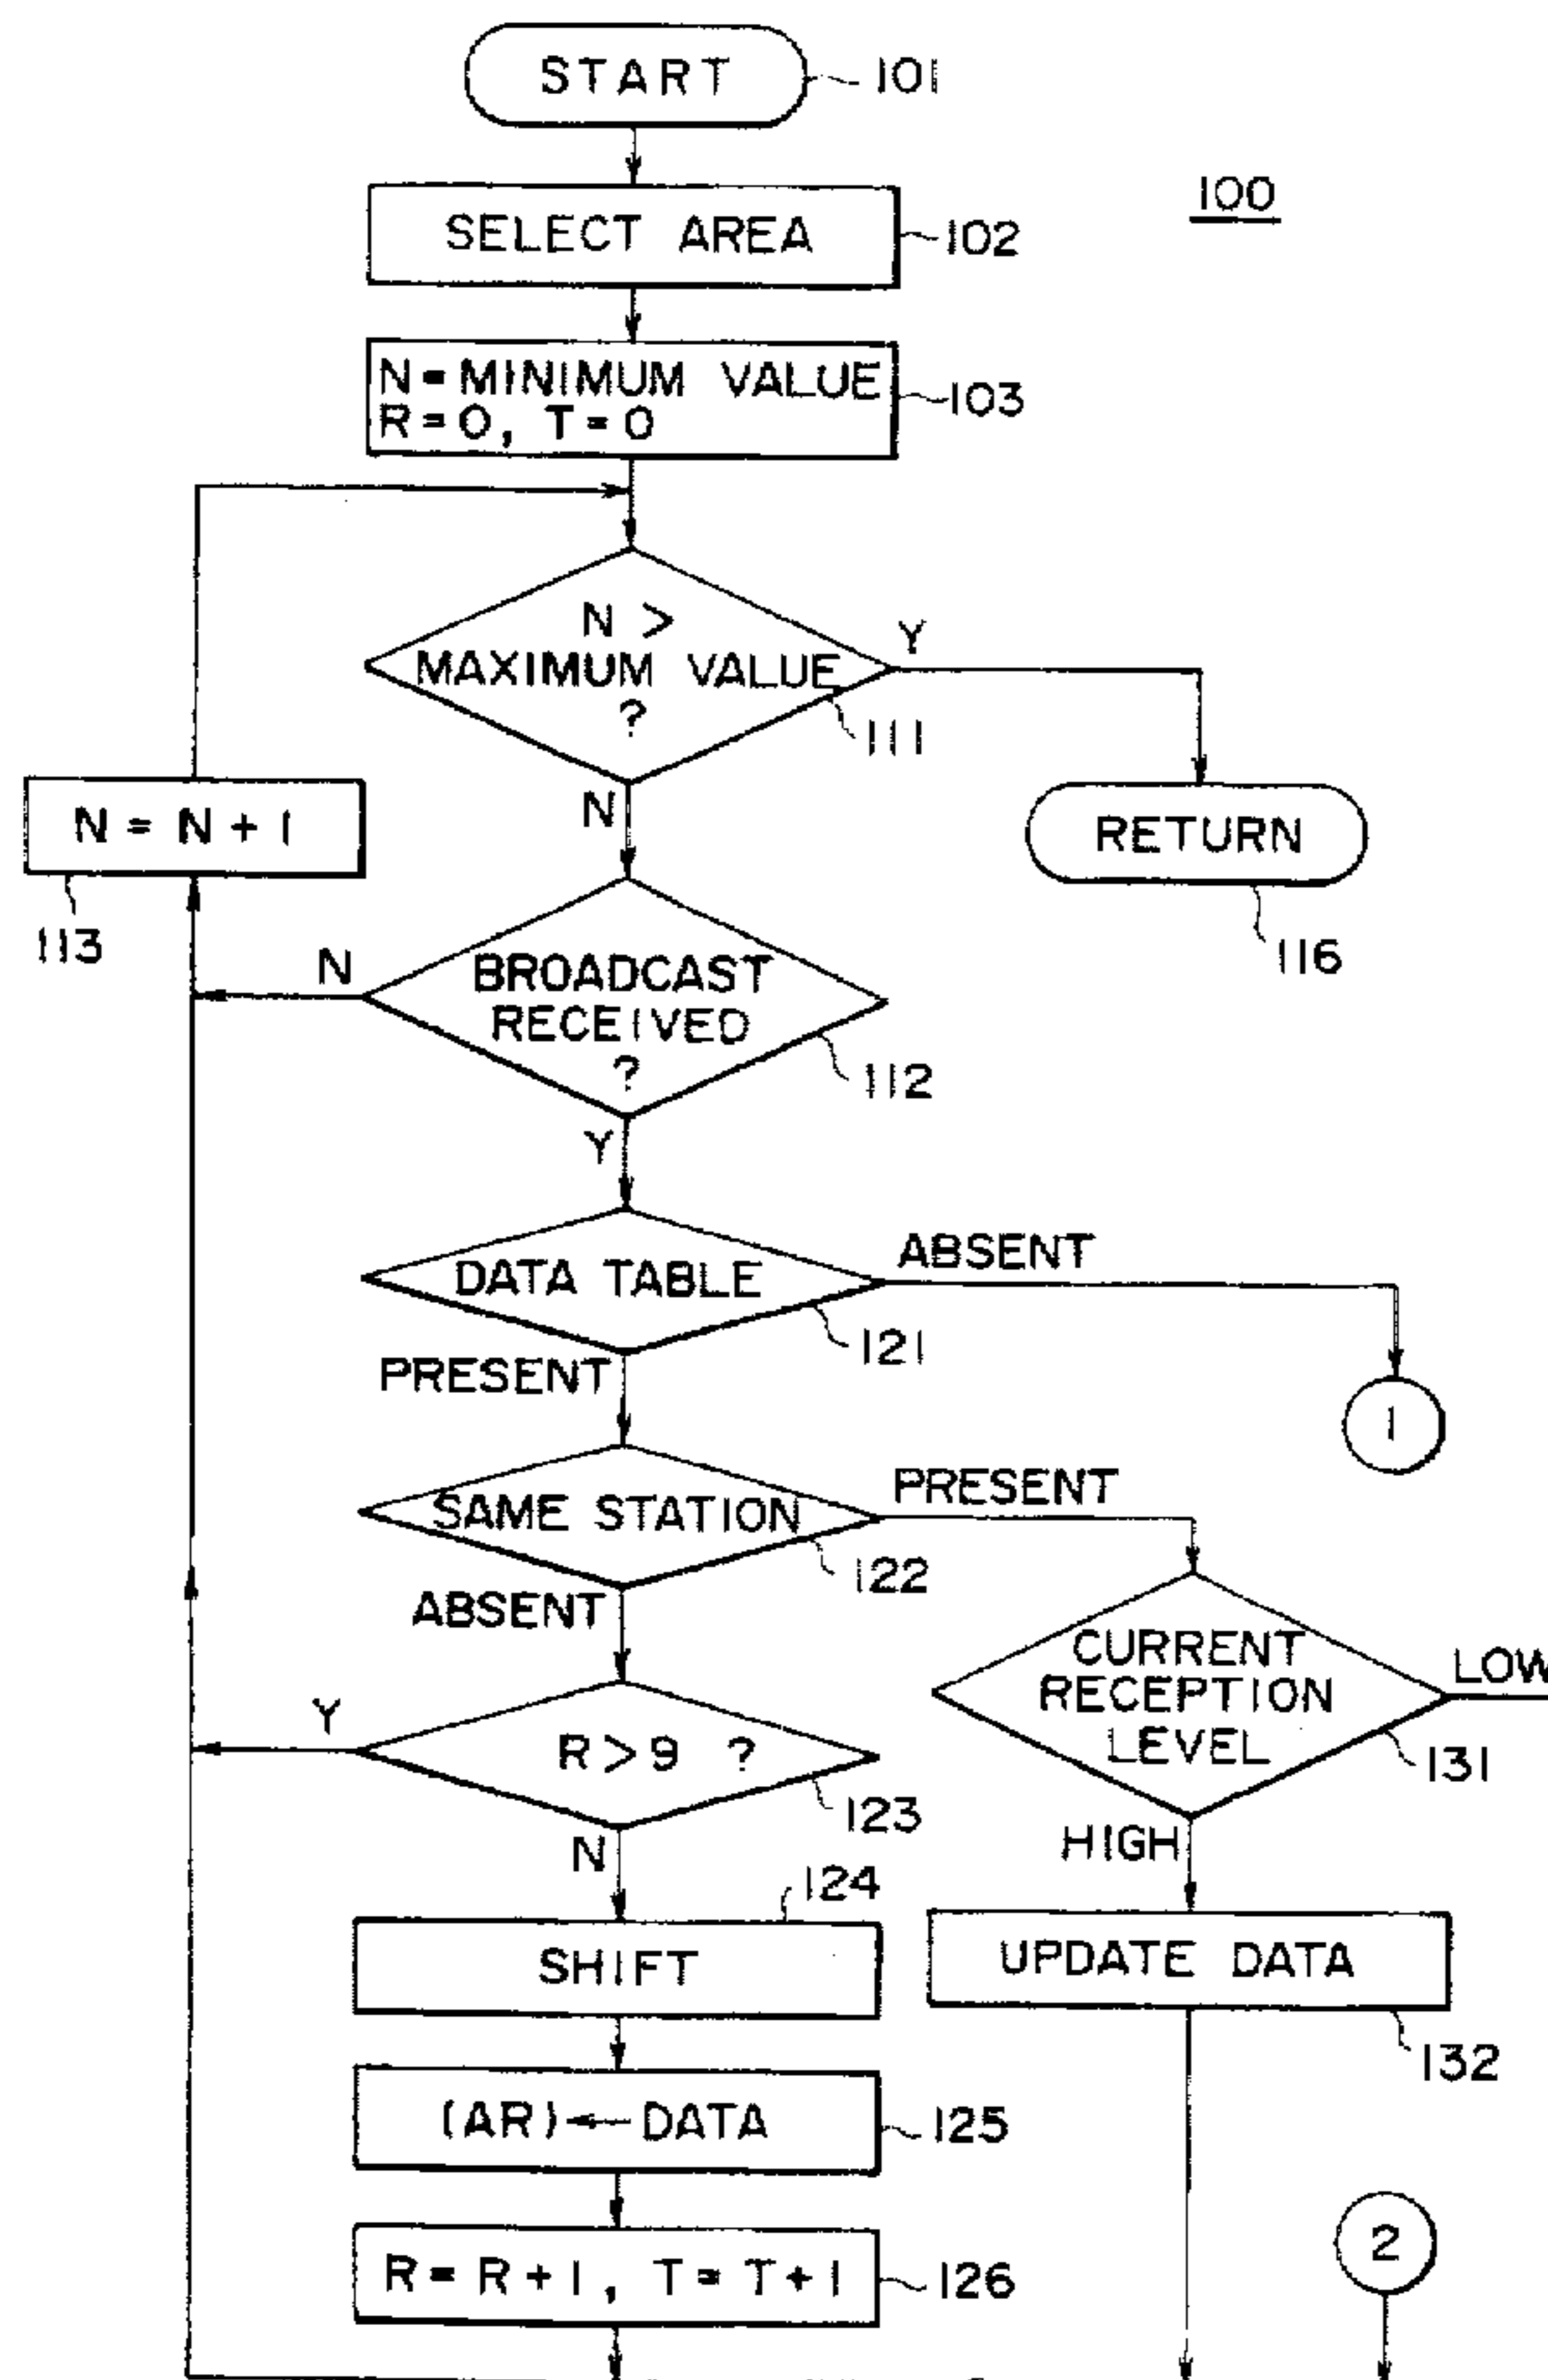 START
101
100
SELECT AREA
102
N = MINIMUM VALUE
R = 0, T = 0
103
N >
MAXIMUM VALUE
?
Y
111
N
N = N + 1
113
RETURN
116
BROADCAST
RECEIVED
?
N
112
Y
DATA TABLE
ABSENT
121
PRESENT
1
SAME STATION
PRESENT
122
ABSENT
CURRENT
RECEPTION
LEVEL
LOW
131
HIGH
R > 9 ?
Y
123
N
124
SHIFT
UPDATE DATA
132
(AR) ← DATA
125
R = R + 1, T = T + 1
126
2